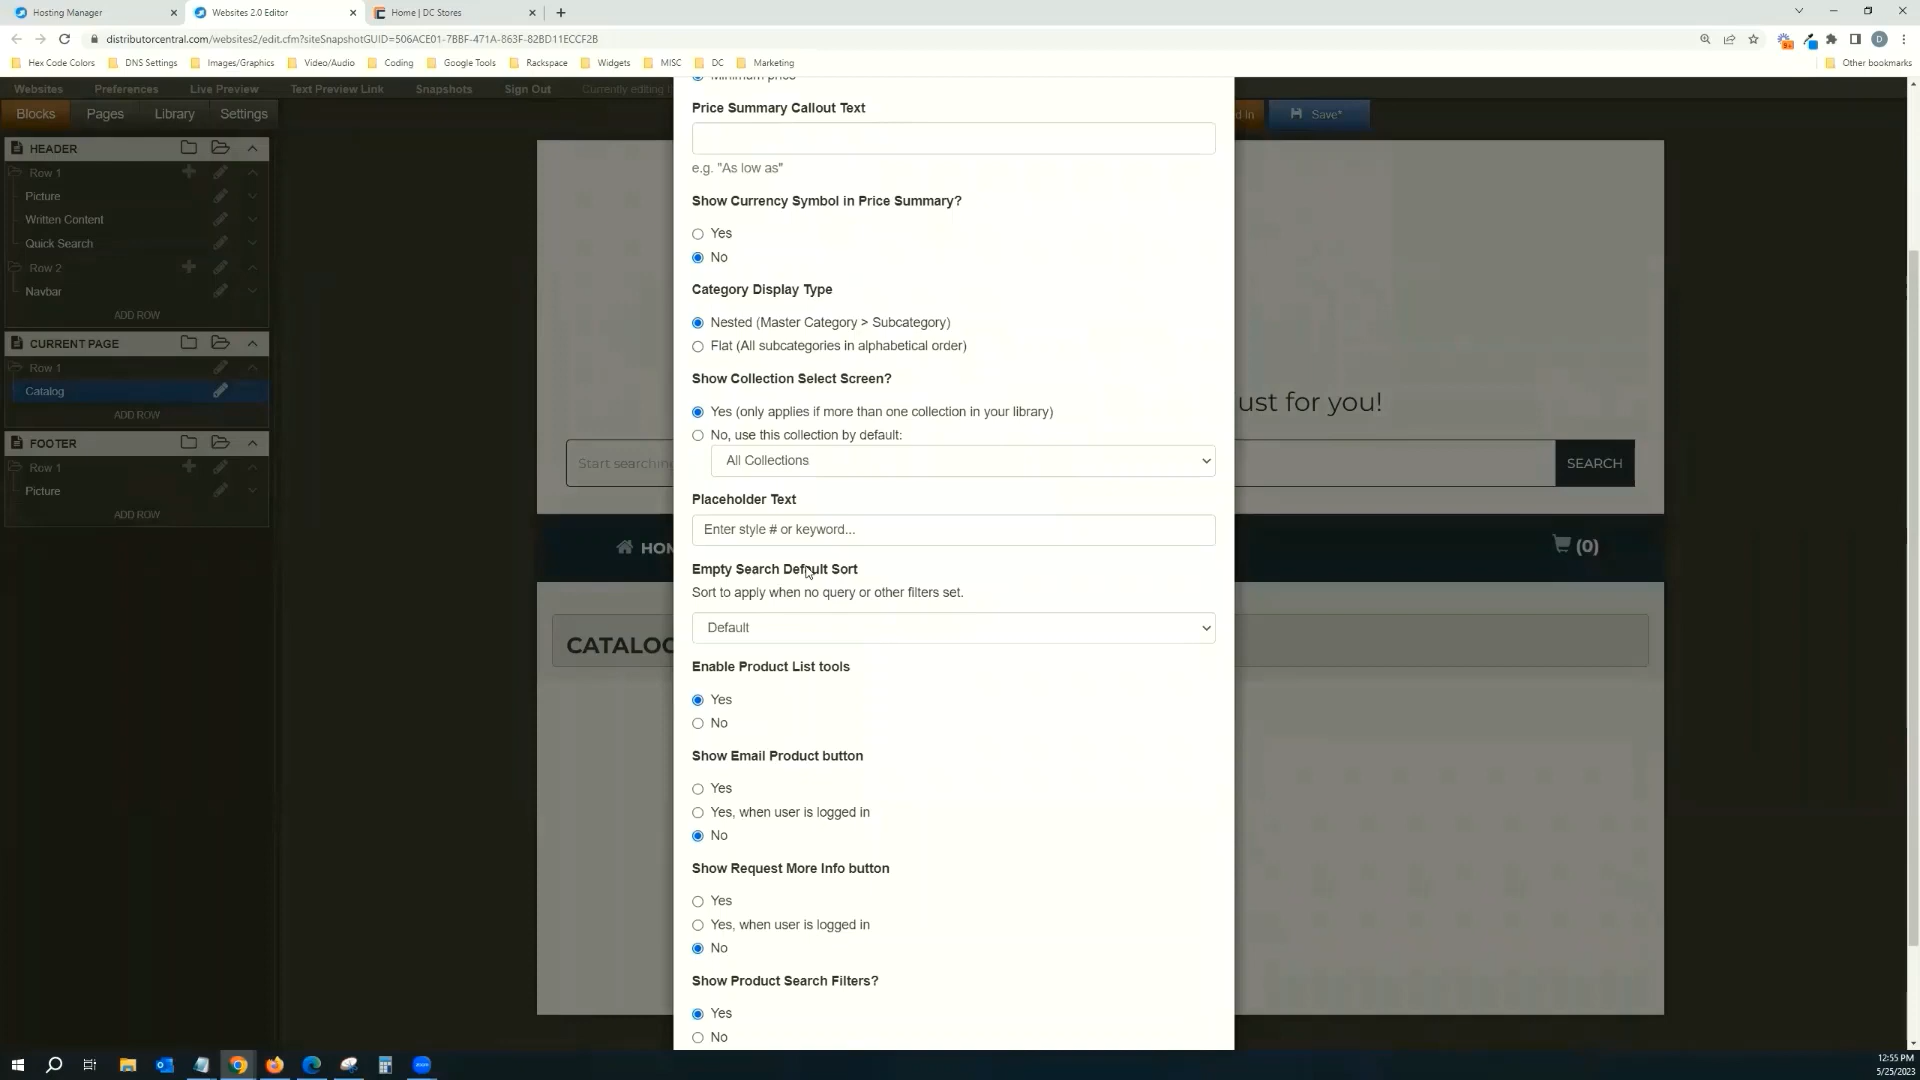 Hosting Manager
Websites 2.0 Editor
Home | DC Stores
distributorcentral.com/websites2/edit.cfm?siteSnapshotGUID=506ACE01-7BBF-471A-863F-82BD11ECCF2B
Hex Code Colors
DNS Settings
Images/Graphics
Video/Audio
Coding
Google Tools
Rackspace
Widgets
MISC
DC
Marketing
Other bookmarks
Websites
Preferences
Live Preview
Text Preview Link
Snapshots
Sign Out
Currently editing
Blocks
Pages
Library
Settings
d In
Save*
HEADER
Row 1
Picture
Written Content
Quick Search
Row 2
Navbar
ADD ROW
CURRENT PAGE
Row 1
Catalog
ADD ROW
FOOTER
Row 1
Picture
ADD ROW
Minimum price
Price Summary Callout Text
e.g. "As low as"
Show Currency Symbol in Price Summary?
Yes
No
Category Display Type
Nested (Master Category > Subcategory)
Flat (All subcategories in alphabetical order)
Show Collection Select Screen?
Yes (only applies if more than one collection in your library)
No, use this collection by default:
All Collections
Placeholder Text
Enter style # or keyword...
Empty Search Default Sort
Sort to apply when no query or other filters set.
Default
Enable Product List tools
Yes
No
Show Email Product button
Yes
Yes, when user is logged in
No
Show Request More Info button
Yes
Yes, when user is logged in
No
Show Product Search Filters?
Yes
No
ust for you!
Start searchin
SEARCH
HOM
(0)
CATALOG
12:55 PM
5/25/2023